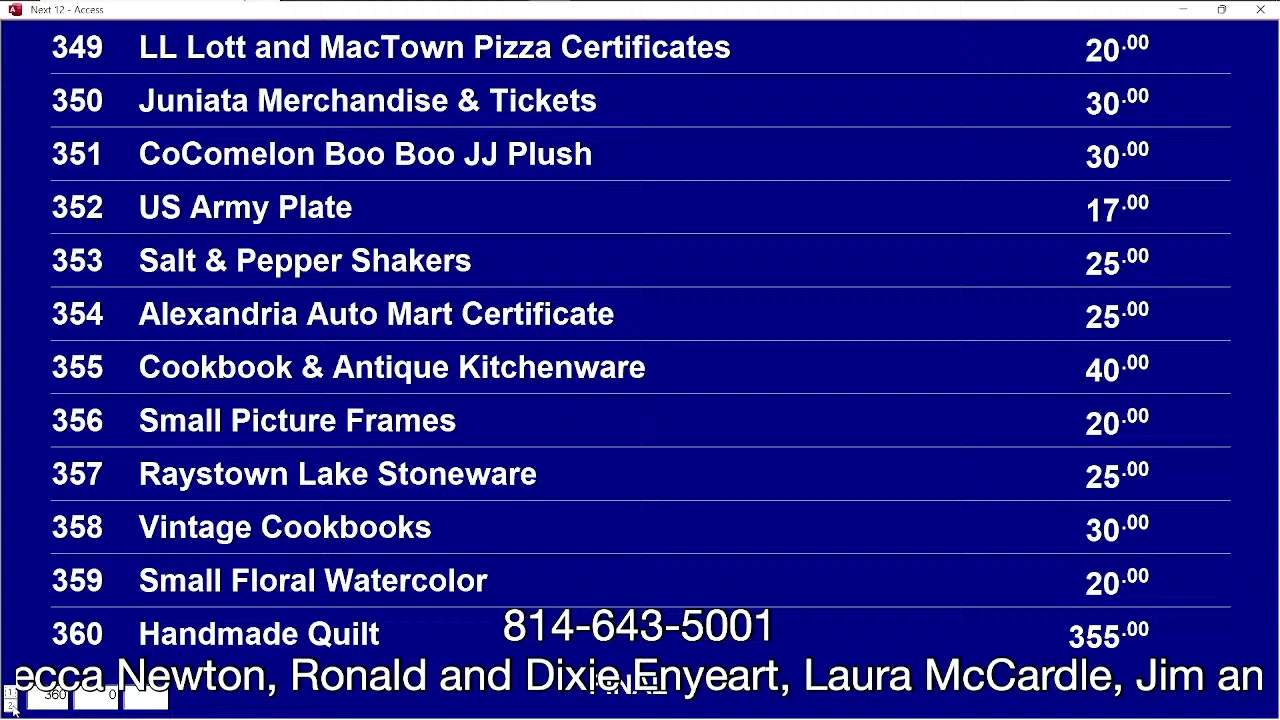 Next 12 - Access
349 LL Lott and MacTown Pizza Certificates 20.00
350 Juniata Merchandise & Tickets 30.00
351 CoComelon Boo Boo JJ Plush 30.00
352 US Army Plate 17.00
353 Salt & Pepper Shakers 25.00
354 Alexandria Auto Mart Certificate 25.00
355 Cookbook & Antique Kitchenware 40.00
356 Small Picture Frames 20.00
357 Raystown Lake Stoneware 25.00
358 Vintage Cookbooks 30.00
359 Small Floral Watercolor 20.00
360 Handmade Quilt 355.00
814-643-5001
ecca Newton, Ronald and Dixie Enyeart, Laura McCardle, Jim an
FINAL
360 0